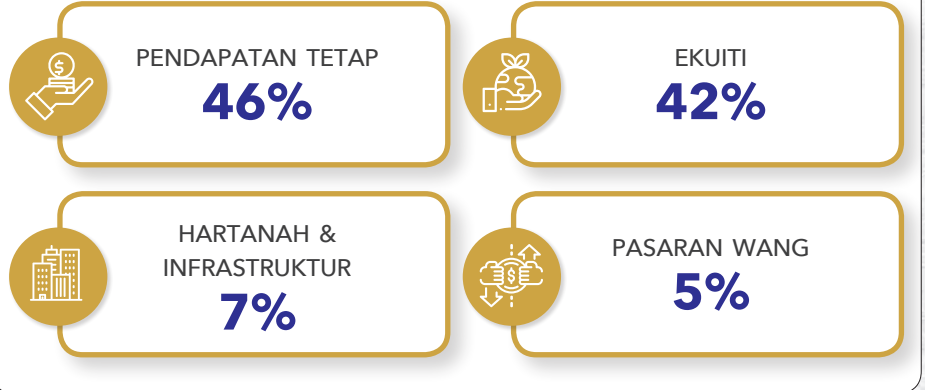 PENDAPATAN TETAP
46%
EKUITI
42%
HARTANAH &
INFRASTRUKTUR
7%
PASARAN WANG
5%